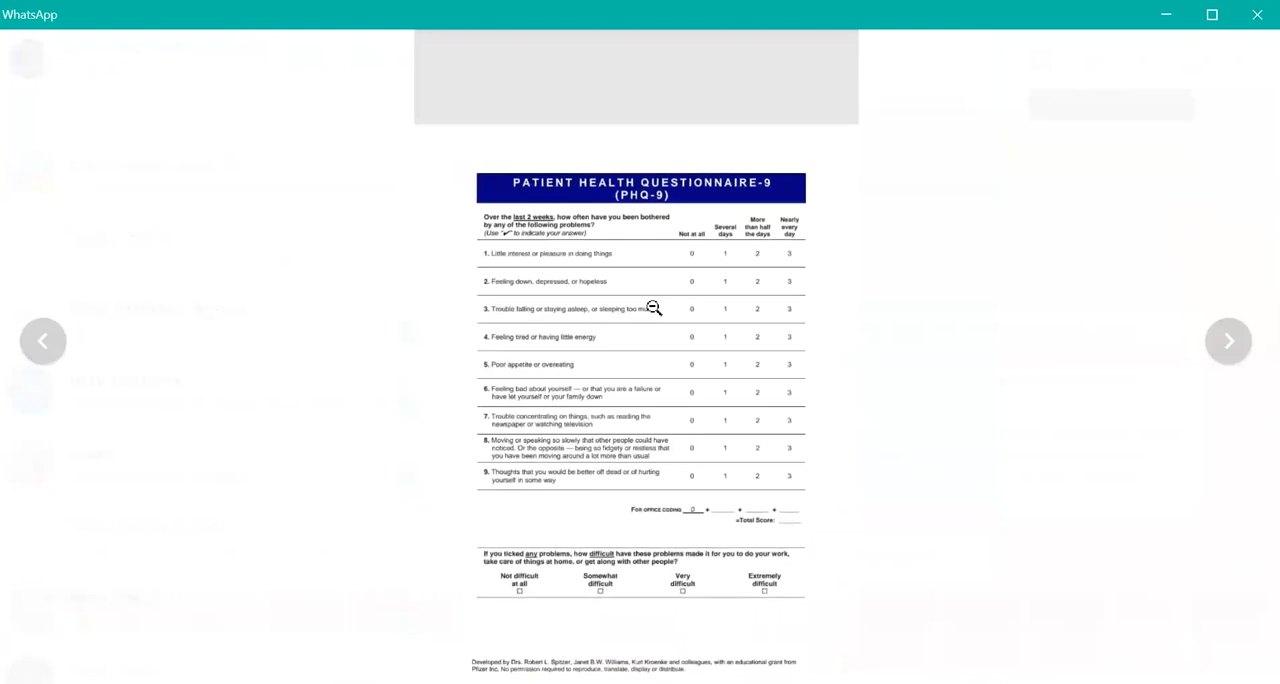 WhatsApp
PATIENT HEALTH QUESTIONNAIRE-9
(PHQ-9)
Over the last 2 weeks, how often have you been bothered
by any of the following problems?
(Use "✔" to indicate your answer)
Not at all
Several
days
More
than half
the days
Nearly
every
day
1. Little interest or pleasure in doing things 0 1 2 3
2. Feeling down, depressed, or hopeless 0 1 2 3
3. Trouble falling or staying asleep, or sleeping too 0 1 2 3
4. Feeling tired or having little energy 0 1 2 3
5. Poor appetite or overeating 0 1 2 3
6. Feeling bad about yourself — or that you are a failure or
have let yourself or your family down 0 1 2 3
7. Trouble concentrating on things, such as reading the
newspaper or watching television 0 1 2 3
8. Moving or speaking so slowly that other people could have
noticed. Or the opposite — being so fidgety or restless that
you have been moving around a lot more than usual 0 1 2 3
9. Thoughts that you would be better off dead or of hurting
yourself in some way 0 1 2 3
FOR OFFICE CODING 0 + ______ + ______ + ______
=Total Score: ______
If you ticked any problems, how difficult have these problems made it for you to do your work,
take care of things at home, or get along with other people?
Not difficult
at all
☐
Somewhat
difficult
☐
Very
difficult
☐
Extremely
difficult
☐
Developed by Drs. Robert L. Spitzer, Janet B.W. Williams, Kurt Kroenke and colleagues, with an educational grant from
Pfizer Inc. No permission required to reproduce, translate, display or distribute.